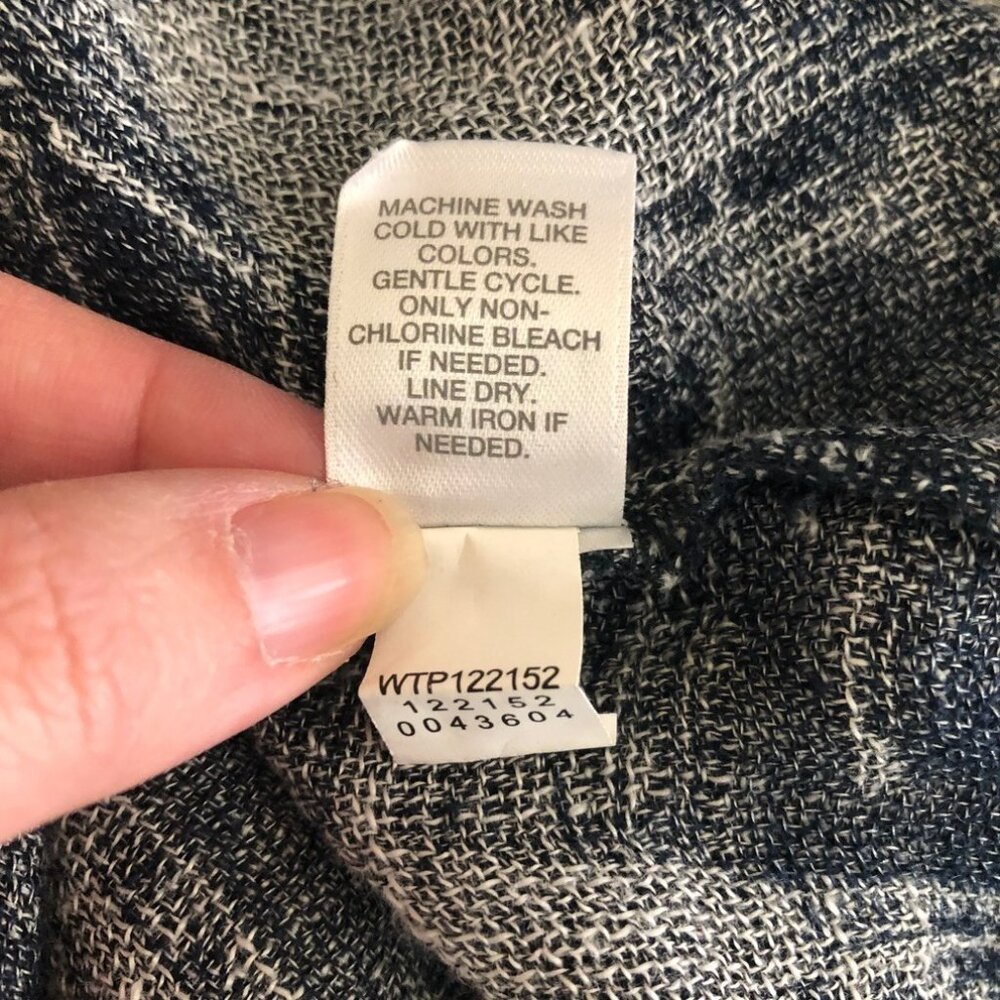 MACHINE WASH
COLD WITH LIKE
COLORS.
GENTLE CYCLE.
ONLY NON-
CHLORINE BLEACH
IF NEEDED.
LINE DRY.
WARM IRON IF
NEEDED.
WTP122152
122152
0043604